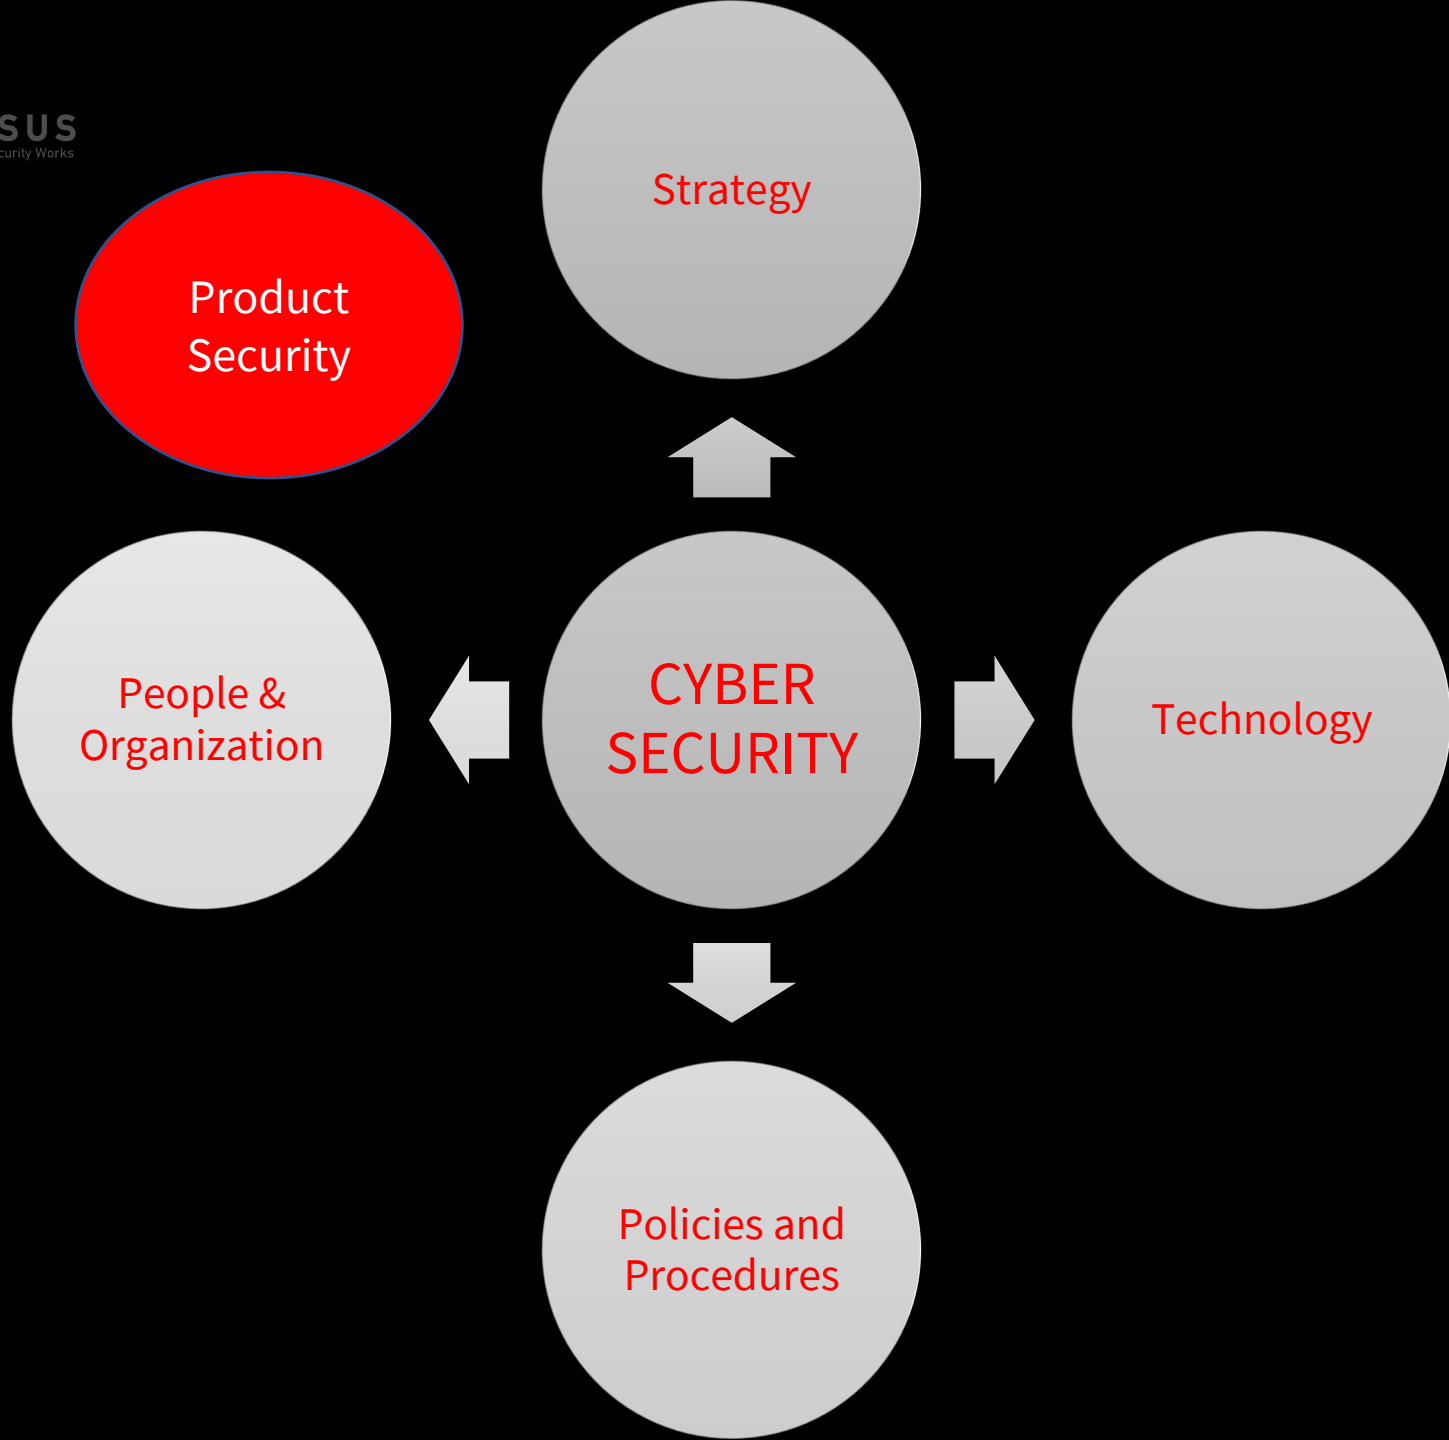 SUS
curity Works
Strategy
Product
Security
People &
Organization
CYBER
SECURITY
Technology
Policies and
Procedures